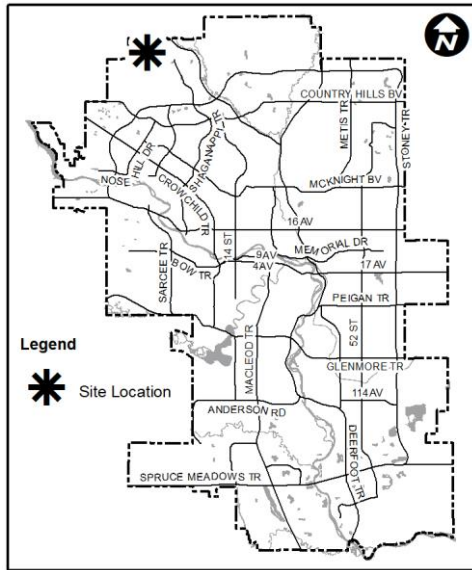 N
COUNTRY HILLS BV
METIS TR
STONEY TR
SHAGANAPPI TR
NOSE HILL DR
CROWCHILD TR
MCKNIGHT BV
16 AV
14 ST
MEMORIAL DR
9 AV
4 AV
17 AV
SARCEE TR
BOW TR
PEIGAN TR
52 ST
MACLEOD TR
GLENMORE TR
114 AV
ANDERSON RD
DEERFOOT TR
SPRUCE MEADOWS TR
Legend
Site Location